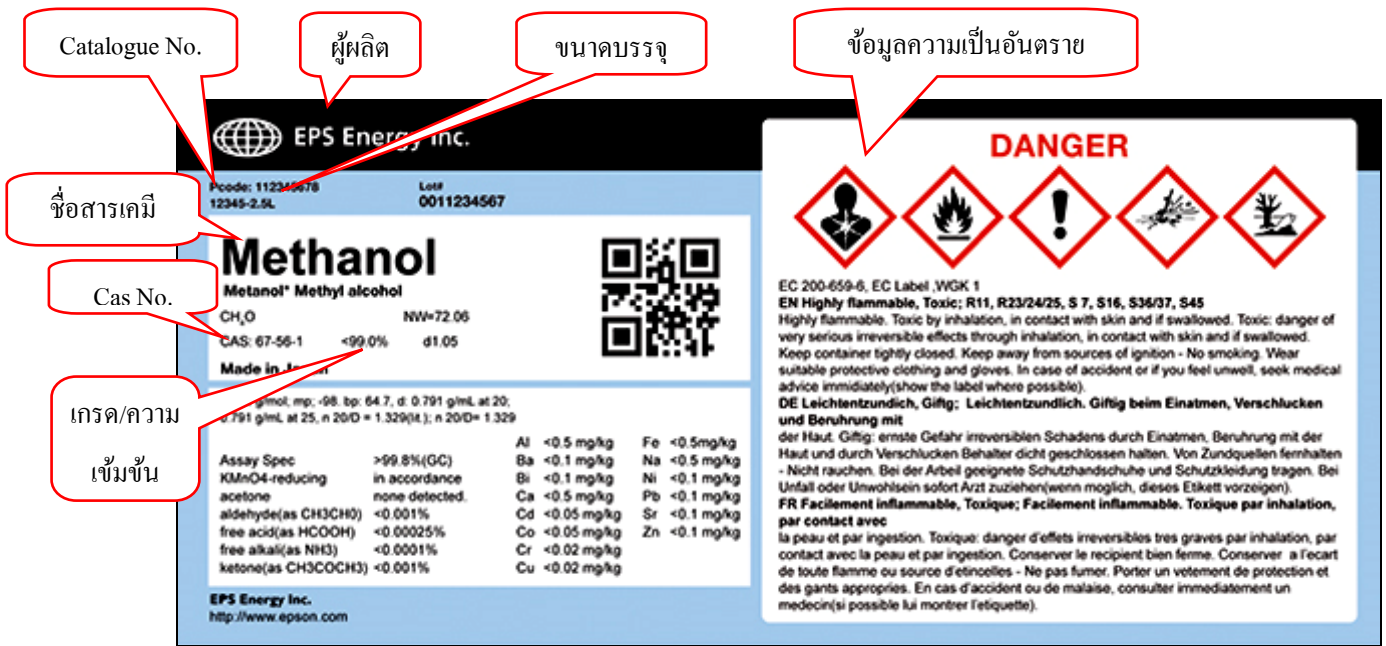 Catalogue No.
ผู้ผลิต
ขนาดบรรจุ
ข้อมูลความเป็นอันตราย
EPS Energy Inc.
DANGER
Pcode: 112345678
Lot#
12345-2.5L
0011234567
ชื่อสารเคมี
Methanol
Metanol* Methyl alcohol
Cas No.
CH₄O NW=72.06
CAS: 67-56-1 <99.0% d1.05
Made in Japan
เกรด/ความ
เข้มข้น
g/mol; mp; -98. bp: 64.7, d: 0.791 g/mL at 20;
0.791 g/mL at 25, n 20/D = 1.329(lit.); n 20/D= 1.329
Al <0.5 mg/kg Fe <0.5mg/kg
Assay Spec >99.8%(GC) Ba <0.1 mg/kg Na <0.5 mg/kg
KMnO4-reducing in accordance Bi <0.1 mg/kg Ni <0.1 mg/kg
acetone none detected. Ca <0.5 mg/kg Pb <0.1 mg/kg
aldehyde(as CH3CH0) <0.001% Cd <0.05 mg/kg Sr <0.1 mg/kg
free acid(as HCOOH) <0.00025% Co <0.05 mg/kg Zn <0.1 mg/kg
free alkali(as NH3) <0.0001% Cr <0.02 mg/kg
ketone(as CH3COCH3) <0.001% Cu <0.02 mg/kg
EPS Energy Inc.
http://www.epson.com
EC 200-659-6, EC Label ,WGK 1
EN Highly flammable, Toxic; R11, R23/24/25, S 7, S16, S36/37, S45
Highly flammable. Toxic by inhalation, in contact with skin and if swallowed. Toxic: danger of
very serious irreversible effects through inhalation, in contact with skin and if swallowed.
Keep container tightly closed. Keep away from sources of ignition - No smoking. Wear
suitable protective clothing and gloves. In case of accident or if you feel unwell, seek medical
advice immidiately(show the label where possible).
DE Leichtentzundich, Giftg; Leichtentzundlich. Giftig beim Einatmen, Verschlucken
und Beruhrung mit
der Haut. Giftig: ernste Gefahr irreversiblen Schadens durch Einatmen, Beruhrung mit der
Haut und durch Verschlucken Behalter dicht geschlossen halten. Von Zundquellen fernhalten
- Nicht rauchen. Bei der Arbeil geeignete Schutzhandschuhe und Schutzkleidung tragen. Bei
Unfall oder Unwohlsein sofort Arzt zuziehen(wenn moglich, dieses Etikett vorzeigen).
FR Facilement inflammable, Toxique; Facilement inflammable. Toxique par inhalation,
par contact avec
la peau et par ingestion. Toxique: danger d'effets irreversibles tres graves par inhalation, par
contact avec la peau et par ingestion. Conserver le recipient bien ferme. Conserver a l'ecart
de toute flamme ou source d'etincelles - Ne pas fumer. Porter un vetement de protection et
des gants appropries. En cas d'accident ou de malaise, consulter immediatement un
medecin(si possible lui montrer l'etiquette).